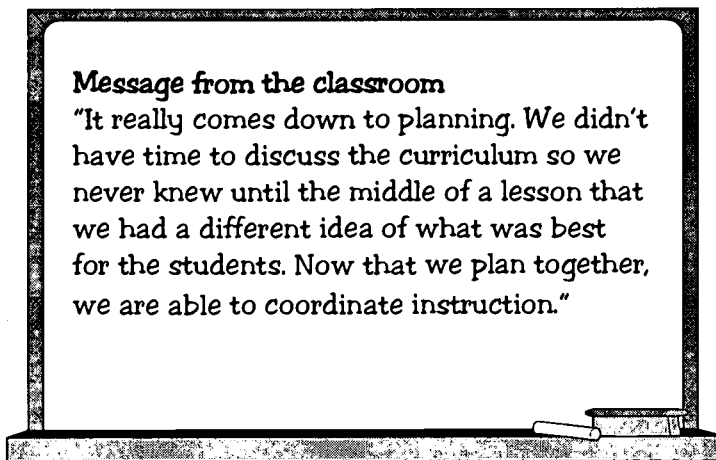 Message from the classroom
"It really comes down to planning. We didn't
have time to discuss the curriculum so we
never knew until the middle of a lesson that
we had a different idea of what was best
for the students. Now that we plan together,
we are able to coordinate instruction."